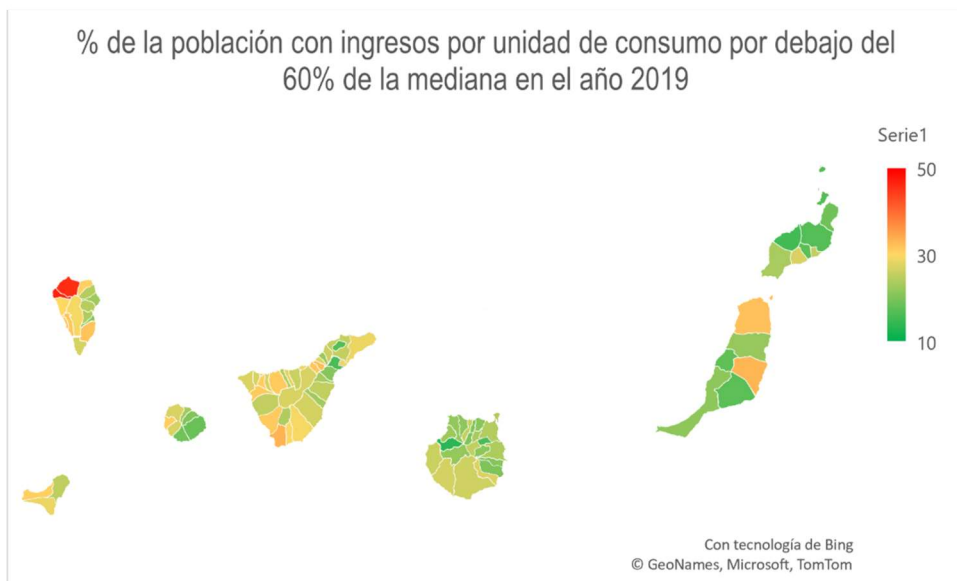 % de la población con ingresos por unidad de consumo por debajo del
60% de la mediana en el año 2019
Serie1
50
30
10
Con tecnología de Bing
© GeoNames, Microsoft, TomTom